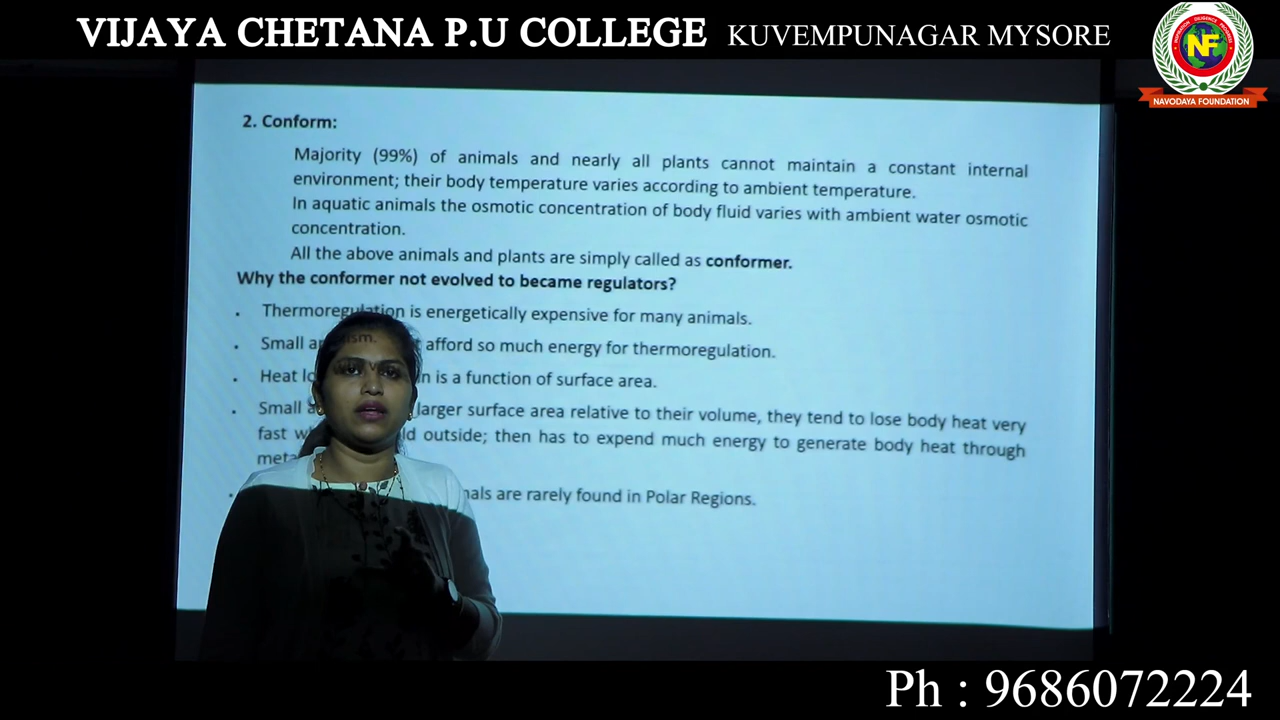 VIJAYA CHETANA P.U COLLEGE KUVEMPUNAGAR MYSORE
NF
NAVODAYA FOUNDATION
2. Conform:
Majority (99%) of animals and nearly all plants cannot maintain a constant internal
environment; their body temperature varies according to ambient temperature.
In aquatic animals the osmotic concentration of body fluid varies with ambient water osmotic
concentration.
All the above animals and plants are simply called as conformer.
Why the conformer not evolved to became regulators?
. Thermoregulation is energetically expensive for many animals.
. Small afford so much energy for thermoregulation.
. Heat is a function of surface area.
. Small larger surface area relative to their volume, they tend to lose body heat very
fast outside; then has to expend much energy to generate body heat through
are rarely found in Polar Regions.
Ph : 9686072224